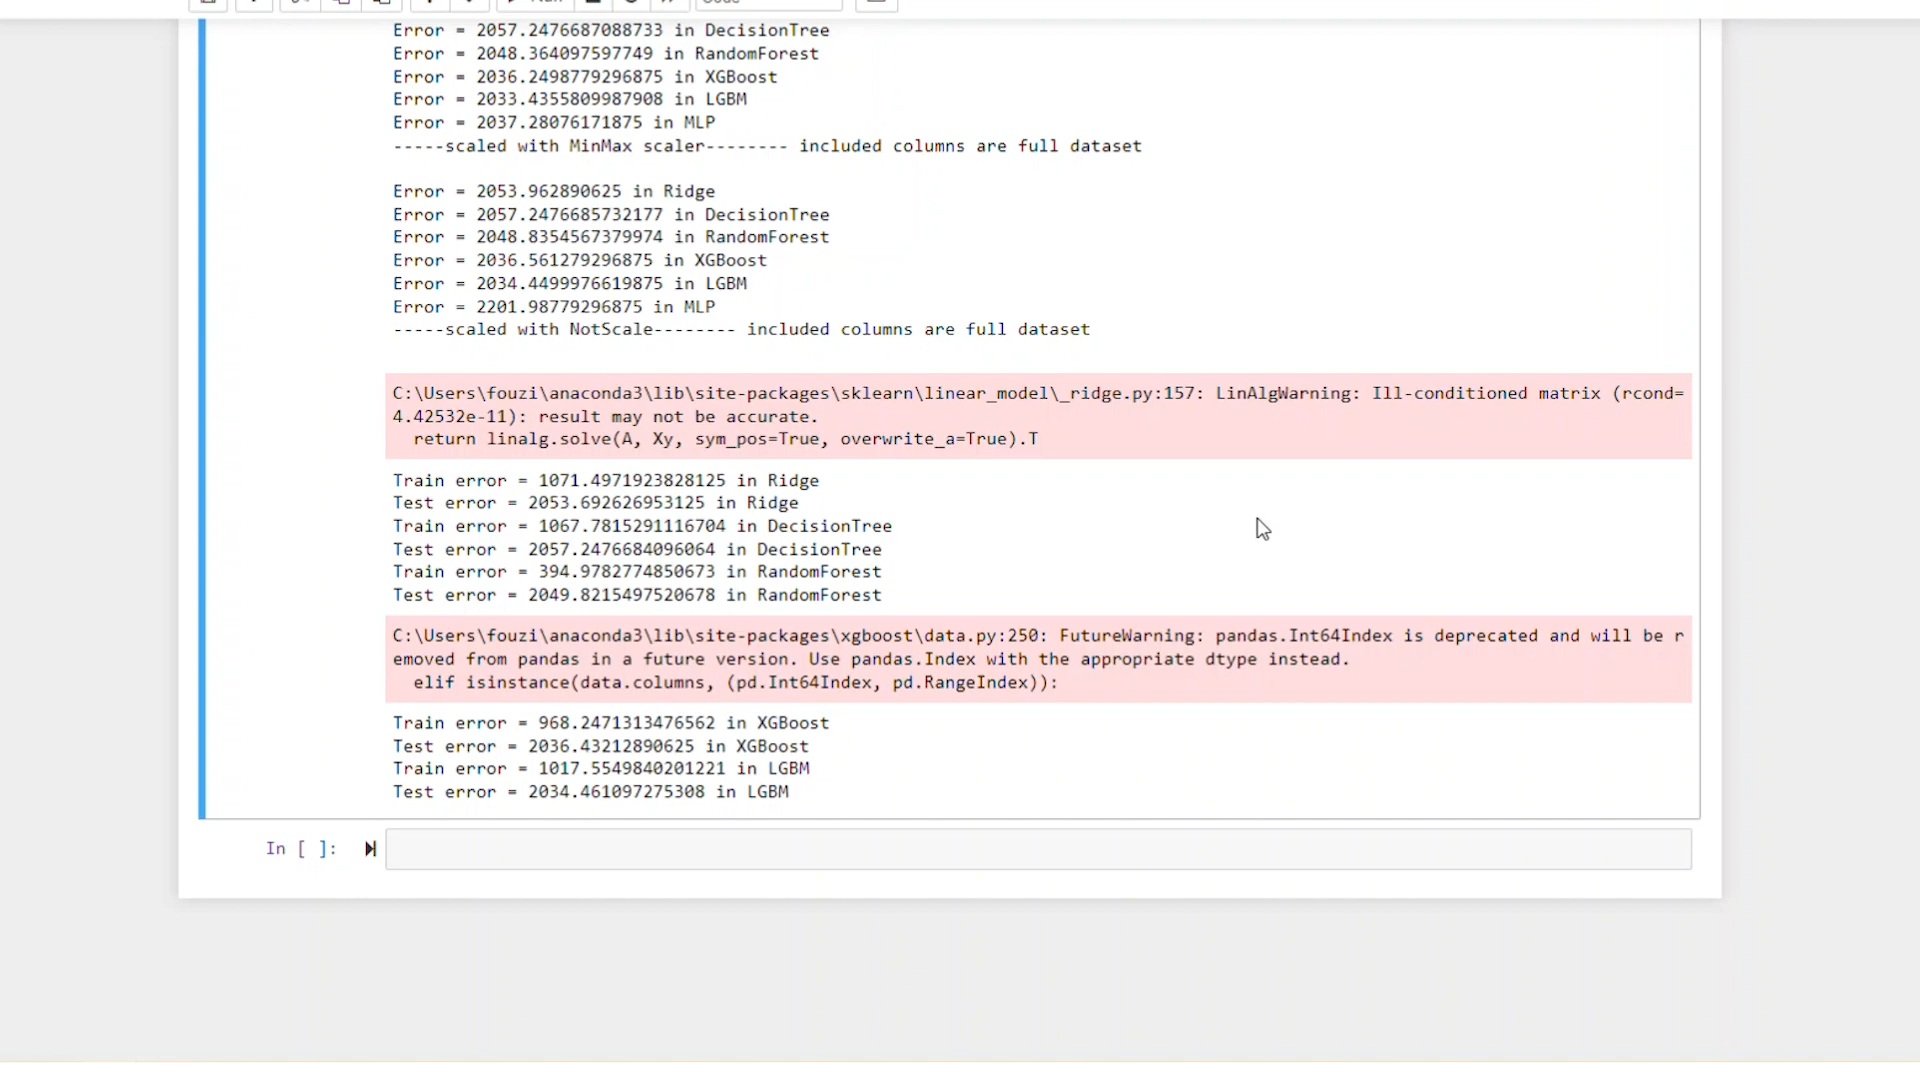 Error = 2057.2476687088733 in DecisionTree
Error = 2048.364097597749 in RandomForest
Error = 2036.2498779296875 in XGBoost
Error = 2033.4355809987908 in LGBM
Error = 2037.28076171875 in MLP
-----scaled with MinMax scaler-------- included columns are full dataset
Error = 2053.962890625 in Ridge
Error = 2057.2476685732177 in DecisionTree
Error = 2048.8354567379974 in RandomForest
Error = 2036.561279296875 in XGBoost
Error = 2034.4499976619875 in LGBM
Error = 2201.98779296875 in MLP
-----scaled with NotScale-------- included columns are full dataset
C:\Users\fouzi\anaconda3\lib\site-packages\sklearn\linear_model\_ridge.py:157: LinAlgWarning: Ill-conditioned matrix (rcond=
4.42532e-11): result may not be accurate.
return linalg.solve(A, Xy, sym_pos=True, overwrite_a=True).T
Train error = 1071.4971923828125 in Ridge
Test error = 2053.692626953125 in Ridge
Train error = 1067.7815291116704 in DecisionTree
Test error = 2057.2476684096064 in DecisionTree
Train error = 394.9782774850673 in RandomForest
Test error = 2049.8215497520678 in RandomForest
C:\Users\fouzi\anaconda3\lib\site-packages\xgboost\data.py:250: FutureWarning: pandas.Int64Index is deprecated and will be r
emoved from pandas in a future version. Use pandas.Index with the appropriate dtype instead.
elif isinstance(data.columns, (pd.Int64Index, pd.RangeIndex)):
Train error = 968.2471313476562 in XGBoost
Test error = 2036.43212890625 in XGBoost
Train error = 1017.5549840201221 in LGBM
Test error = 2034.461097275308 in LGBM
In [ ]: